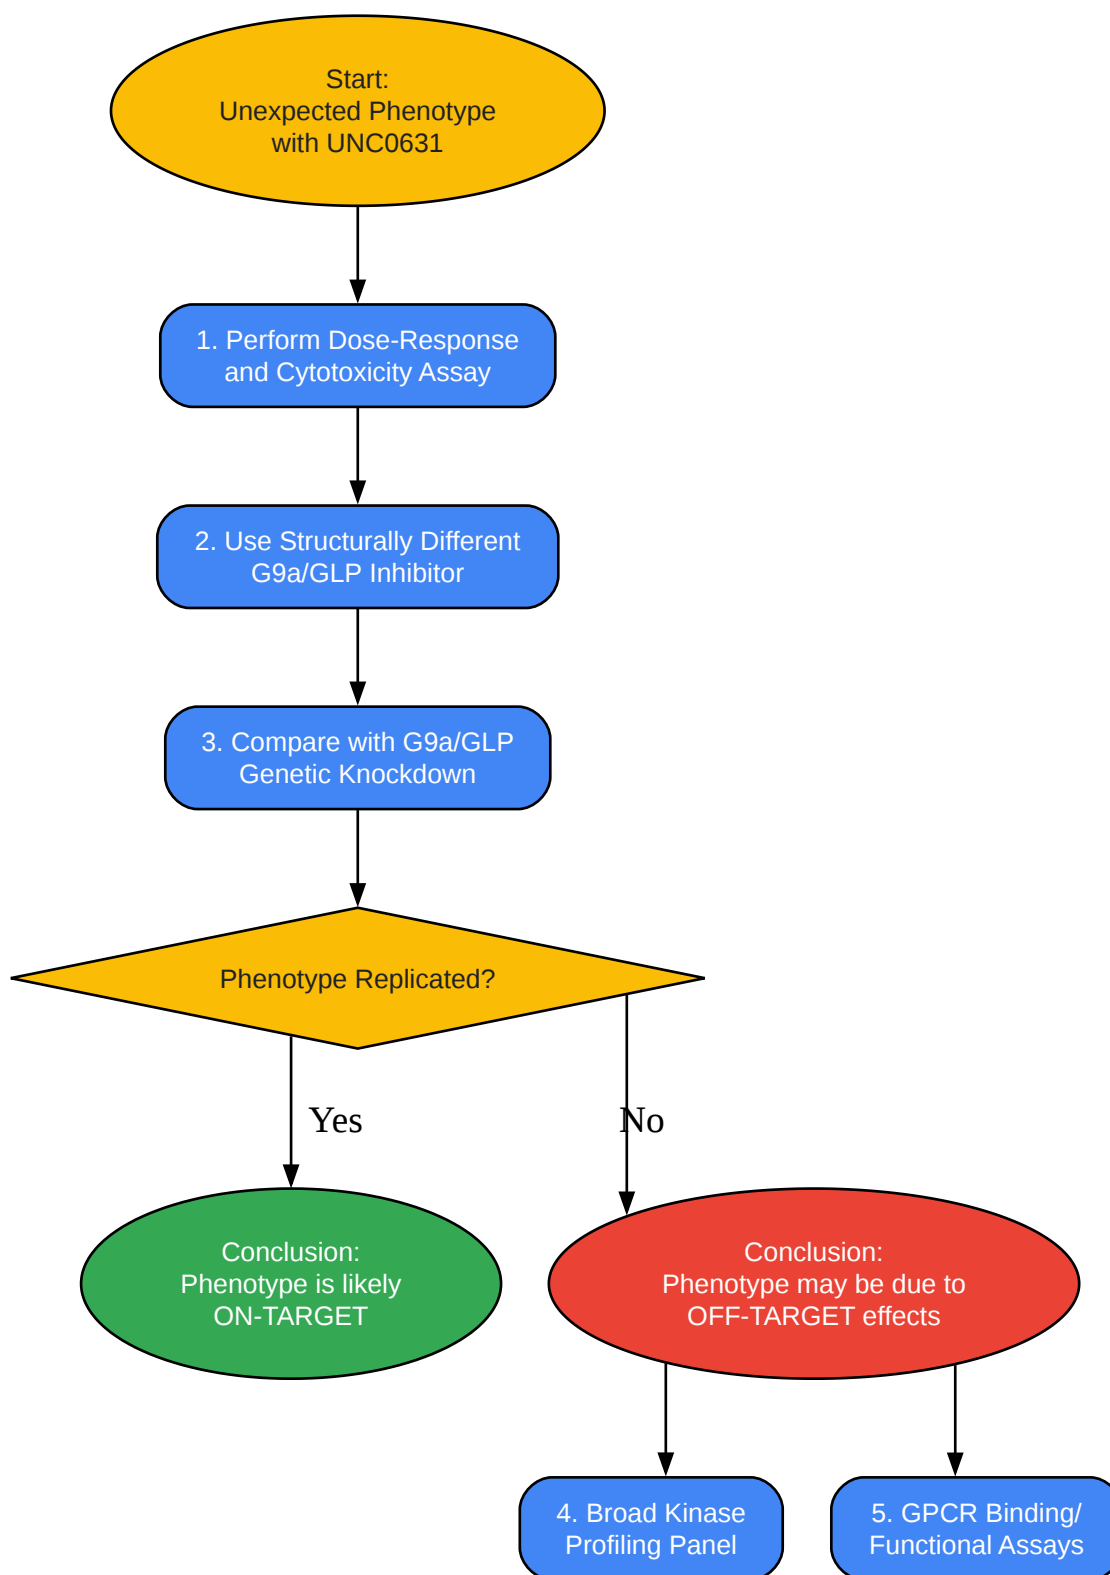 Start:
Unexpected Phenotype
with UNC0631
1. Perform Dose-Response
and Cytotoxicity Assay
2. Use Structurally Different
G9a/GLP Inhibitor
3. Compare with G9a/GLP
Genetic Knockdown
Phenotype Replicated?
Yes
No
Conclusion:
Phenotype is likely
ON-TARGET
Conclusion:
Phenotype may be due to
OFF-TARGET effects
4. Broad Kinase
Profiling Panel
5. GPCR Binding/
Functional Assays